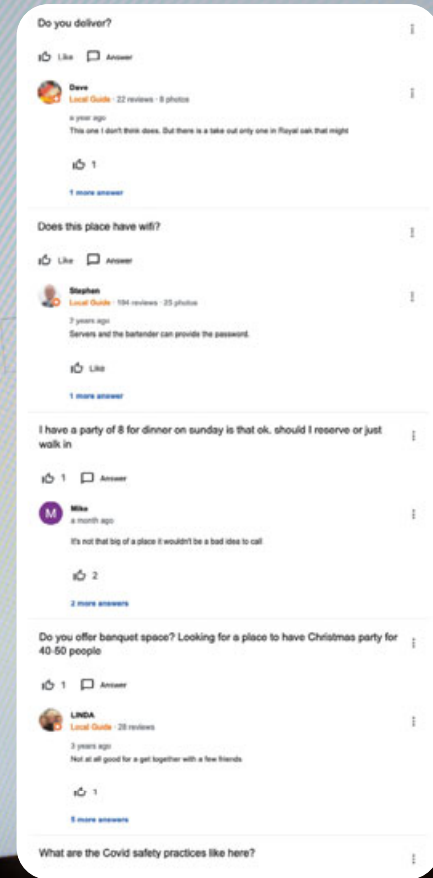 Do you deliver?
Like Answer
Dave
Local Guide · 22 reviews · 8 photos
a year ago
This one I don't think does. But there is a take out only one in Royal oak that might
1
1 more answer
Does this place have wifi?
Like Answer
Stephen
Local Guide · 194 reviews · 25 photos
2 years ago
Servers and the bartender can provide the password.
Like
1 more answer
I have a party of 8 for dinner on sunday is that ok. should I reserve or just
walk in
1 Answer
M
Mike
a month ago
It's not that big of a place it wouldn't be a bad idea to call
2
2 more answers
Do you offer banquet space? Looking for a place to have Christmas party for
40-50 people
1 Answer
LINDA
Local Guide · 28 reviews
3 years ago
Not at all good for a get together with a few friends
1
5 more answers
What are the Covid safety practices like here?